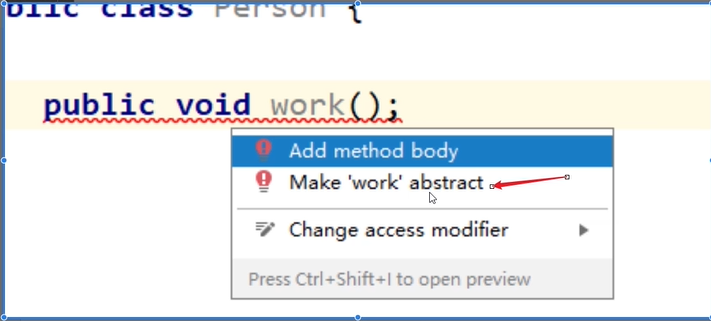 public class Person {
public void work();
Add method body
Make 'work' abstract
Change access modifier
Press Ctrl+Shift+I to open preview